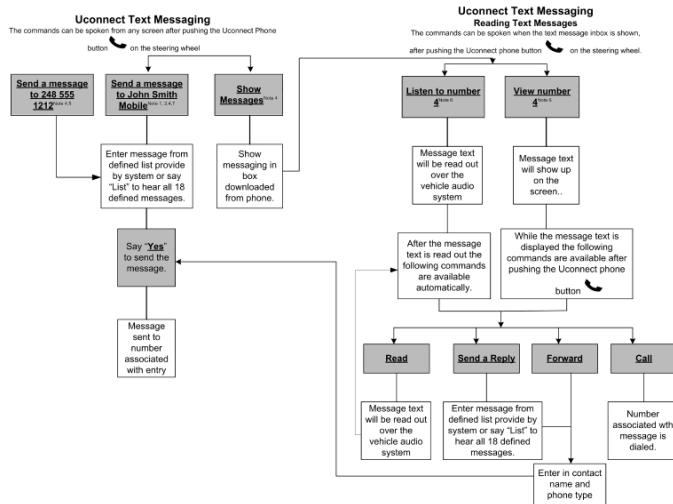 Uconnect Text Messaging
The commands can be spoken from any screen after pushing the Uconnect Phone
button on the steering wheel
Send a message
to 248 555
1212 Note 4,5
Send a message
to John Smith
Mobile Note 1, 3,4,7
Show
Messages Note 4
Enter message from
defined list provide
by system or say
"List" to hear all 18
defined messages.
Show
messaging in
box
downloaded
from phone.
Say "Yes"
to send the
message.
Message
sent to
number
associated
with entry
Uconnect Text Messaging
Reading Text Messages
The commands can be spoken when the text message inbox is shown,
after pushing the Uconnect phone button on the steering wheel.
Listen to number
4 Note 6
View number
4 Note 5
Message text
will be read out
over the
vehicle audio
system
Message text
will show up
on the
screen..
After the message
text is read out the
following commands
are available
automatically.
While the message text is
displayed the following
commands are available after
pushing the Uconnect phone
button
Read
Send a Reply
Forward
Call
Message text
will be read out
over the
vehicle audio
system
Enter message from
defined list provide by
system or say "List" to
hear all 18 defined
messages.
Number
associated wth
message is
dialed.
Enter in contact
name and
phone type